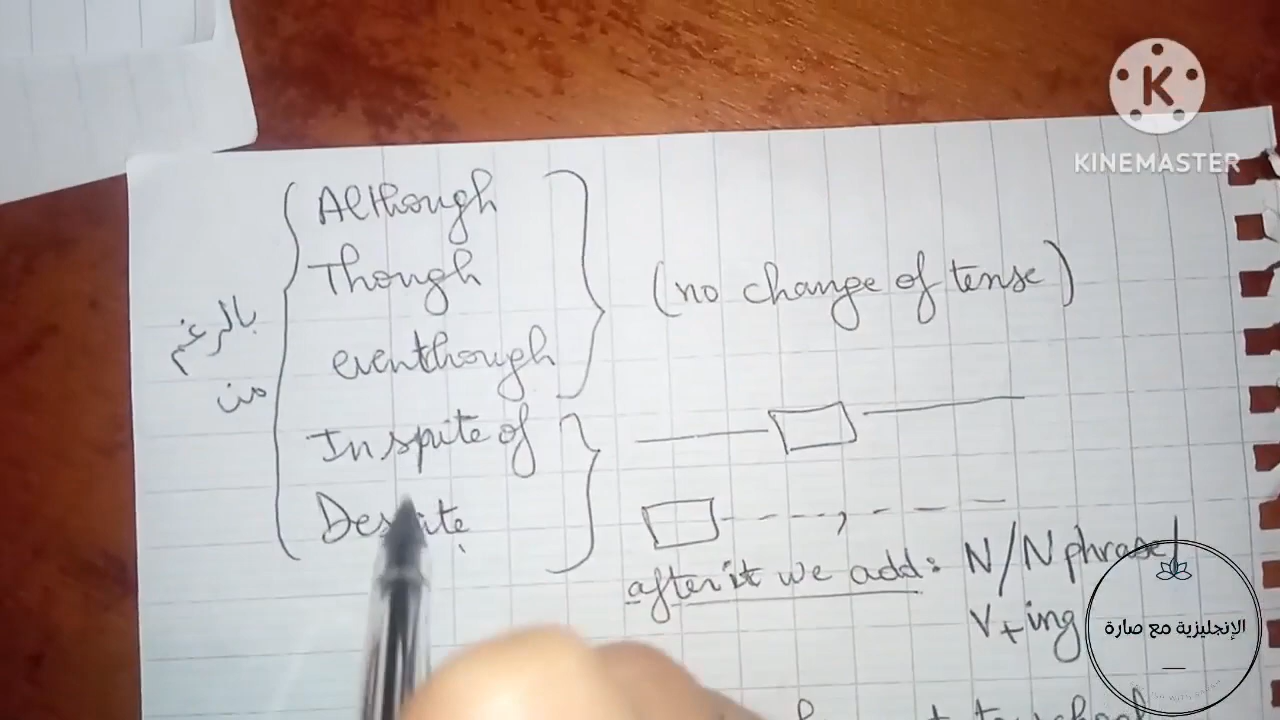 KINEMASTER
Although
Though
eventhough
Inspite of
Despite
بالرغم
من
(no change of tense)
after it we add: N/N phrase/
V+ing
الإنجليزية مع صارة